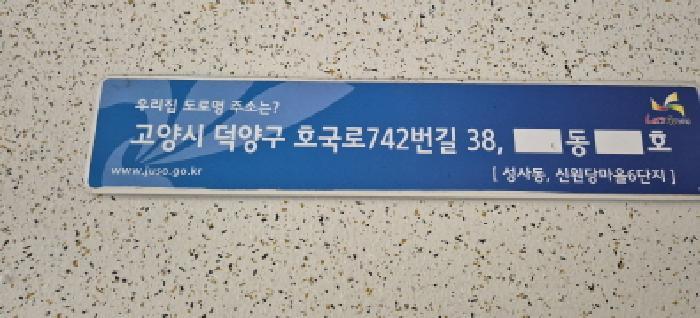 우리집 도로명 주소는?
고양시 덕양구 호국로742번길 38, 동 호
www.juso.go.kr
[ 성사동, 신원당마을6단지 ]